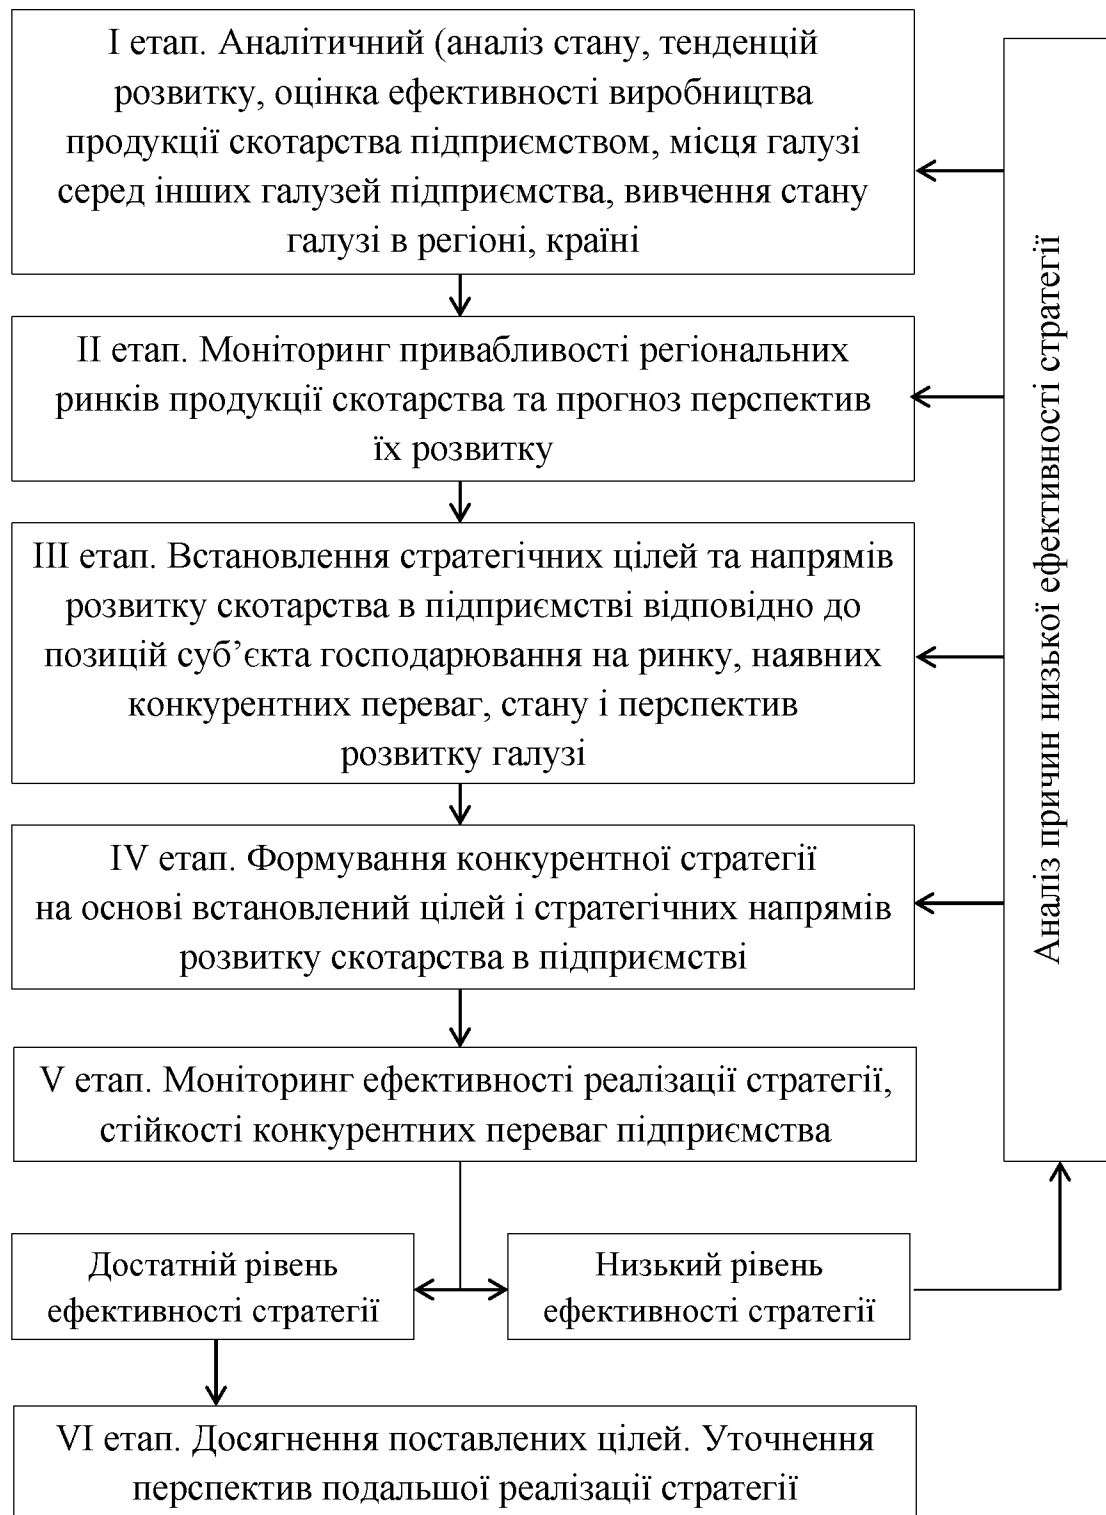 І етап. Аналітичний (аналіз стану, тенденцій
розвитку, оцінка ефективності виробництва
продукції скотарства підприємством, місця галузі
серед інших галузей підприємства, вивчення стану
галузі в регіоні, країні
ІІ етап. Моніторинг привабливості регіональних
ринків продукції скотарства та прогноз перспектив
їх розвитку
ІІІ етап. Встановлення стратегічних цілей та напрямів
розвитку скотарства в підприємстві відповідно до
позицій суб’єкта господарювання на ринку, наявних
конкурентних переваг, стану і перспектив
розвитку галузі
IV етап. Формування конкурентної стратегії
на основі встановлений цілей і стратегічних напрямів
розвитку скотарства в підприємстві
V етап. Моніторинг ефективності реалізації стратегії,
стійкості конкурентних переваг підприємства
Достатній рівень
ефективності стратегії
Низький рівень
ефективності стратегії
VI етап. Досягнення поставлених цілей. Уточнення
перспектив подальшої реалізації стратегії
Аналіз причин низької ефективності стратегії